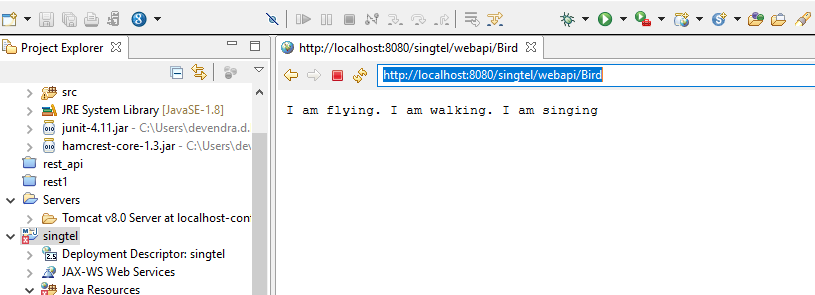 Project Explorer
src
JRE System Library [JavaSE-1.8]
junit-4.11.jar - C:\Users\devendra.d.
hamcrest-core-1.3.jar - C:\Users\dev
rest_api
rest1
Servers
Tomcat v8.0 Server at localhost-con
singtel
2.5 Deployment Descriptor: singtel
JAX-WS Web Services
Java Resources
http://localhost:8080/singtel/webapi/Bird
http://localhost:8080/singtel/webapi/Bird
I am flying. I am walking. I am singing